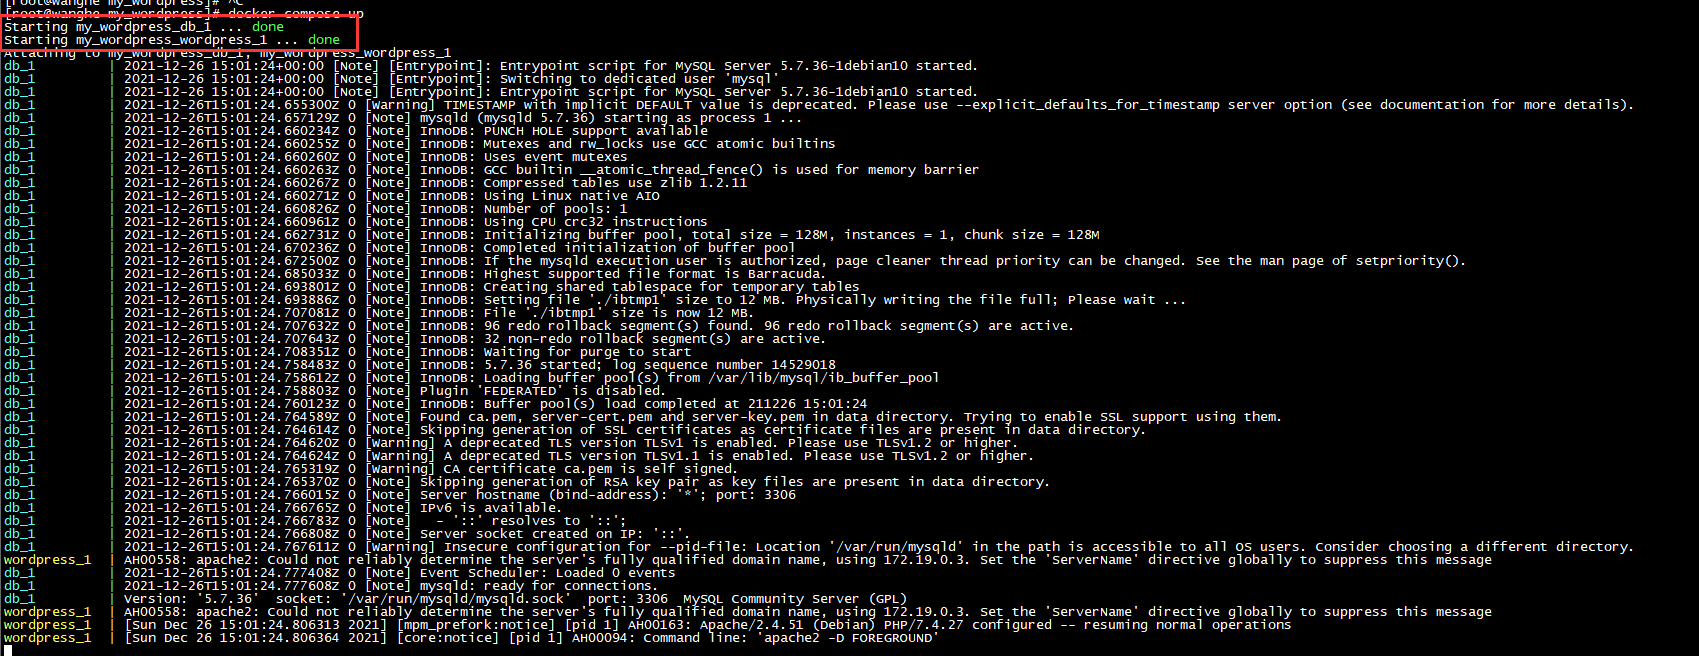 [root@wanghe my_wordpress]# ^C
[root@wanghe my_wordpress]# docker-compose up
Starting my_wordpress_db_1 ... done
Starting my_wordpress_wordpress_1 ... done
Attaching to my_wordpress_db_1, my_wordpress_wordpress_1
db_1 | 2021-12-26 15:01:24+00:00 [Note] [Entrypoint]: Entrypoint script for MySQL Server 5.7.36-1debian10 started.
db_1 | 2021-12-26 15:01:24+00:00 [Note] [Entrypoint]: Switching to dedicated user 'mysql'
db_1 | 2021-12-26 15:01:24+00:00 [Note] [Entrypoint]: Entrypoint script for MySQL Server 5.7.36-1debian10 started.
db_1 | 2021-12-26T15:01:24.655300Z 0 [Warning] TIMESTAMP with implicit DEFAULT value is deprecated. Please use --explicit_defaults_for_timestamp server option (see documentation for more details).
db_1 | 2021-12-26T15:01:24.657129Z 0 [Note] mysqld (mysqld 5.7.36) starting as process 1 ...
db_1 | 2021-12-26T15:01:24.660234Z 0 [Note] InnoDB: PUNCH HOLE support available
db_1 | 2021-12-26T15:01:24.660255Z 0 [Note] InnoDB: Mutexes and rw_locks use GCC atomic builtins
db_1 | 2021-12-26T15:01:24.660260Z 0 [Note] InnoDB: Uses event mutexes
db_1 | 2021-12-26T15:01:24.660263Z 0 [Note] InnoDB: GCC builtin __atomic_thread_fence() is used for memory barrier
db_1 | 2021-12-26T15:01:24.660267Z 0 [Note] InnoDB: Compressed tables use zlib 1.2.11
db_1 | 2021-12-26T15:01:24.660271Z 0 [Note] InnoDB: Using Linux native AIO
db_1 | 2021-12-26T15:01:24.660826Z 0 [Note] InnoDB: Number of pools: 1
db_1 | 2021-12-26T15:01:24.660961Z 0 [Note] InnoDB: Using CPU crc32 instructions
db_1 | 2021-12-26T15:01:24.662731Z 0 [Note] InnoDB: Initializing buffer pool, total size = 128M, instances = 1, chunk size = 128M
db_1 | 2021-12-26T15:01:24.670236Z 0 [Note] InnoDB: Completed initialization of buffer pool
db_1 | 2021-12-26T15:01:24.672500Z 0 [Note] InnoDB: If the mysqld execution user is authorized, page cleaner thread priority can be changed. See the man page of setpriority().
db_1 | 2021-12-26T15:01:24.685033Z 0 [Note] InnoDB: Highest supported file format is Barracuda.
db_1 | 2021-12-26T15:01:24.693801Z 0 [Note] InnoDB: Creating shared tablespace for temporary tables
db_1 | 2021-12-26T15:01:24.693886Z 0 [Note] InnoDB: Setting file './ibtmp1' size to 12 MB. Physically writing the file full; Please wait ...
db_1 | 2021-12-26T15:01:24.707081Z 0 [Note] InnoDB: File './ibtmp1' size is now 12 MB.
db_1 | 2021-12-26T15:01:24.707632Z 0 [Note] InnoDB: 96 redo rollback segment(s) found. 96 redo rollback segment(s) are active.
db_1 | 2021-12-26T15:01:24.707643Z 0 [Note] InnoDB: 32 non-redo rollback segment(s) are active.
db_1 | 2021-12-26T15:01:24.708351Z 0 [Note] InnoDB: Waiting for purge to start
db_1 | 2021-12-26T15:01:24.758483Z 0 [Note] InnoDB: 5.7.36 started; log sequence number 14529018
db_1 | 2021-12-26T15:01:24.758612Z 0 [Note] InnoDB: Loading buffer pool(s) from /var/lib/mysql/ib_buffer_pool
db_1 | 2021-12-26T15:01:24.758803Z 0 [Note] Plugin 'FEDERATED' is disabled.
db_1 | 2021-12-26T15:01:24.760123Z 0 [Note] InnoDB: Buffer pool(s) load completed at 211226 15:01:24
db_1 | 2021-12-26T15:01:24.764589Z 0 [Note] Found ca.pem, server-cert.pem and server-key.pem in data directory. Trying to enable SSL support using them.
db_1 | 2021-12-26T15:01:24.764614Z 0 [Note] Skipping generation of SSL certificates as certificate files are present in data directory.
db_1 | 2021-12-26T15:01:24.764620Z 0 [Warning] A deprecated TLS version TLSv1 is enabled. Please use TLSv1.2 or higher.
db_1 | 2021-12-26T15:01:24.764624Z 0 [Warning] A deprecated TLS version TLSv1.1 is enabled. Please use TLSv1.2 or higher.
db_1 | 2021-12-26T15:01:24.765319Z 0 [Warning] CA certificate ca.pem is self signed.
db_1 | 2021-12-26T15:01:24.765370Z 0 [Note] Skipping generation of RSA key pair as key files are present in data directory.
db_1 | 2021-12-26T15:01:24.766015Z 0 [Note] Server hostname (bind-address): '*'; port: 3306
db_1 | 2021-12-26T15:01:24.766765Z 0 [Note] IPv6 is available.
db_1 | 2021-12-26T15:01:24.766783Z 0 [Note]   - '::' resolves to '::';
db_1 | 2021-12-26T15:01:24.766808Z 0 [Note] Server socket created on IP: '::'.
db_1 | 2021-12-26T15:01:24.767611Z 0 [Warning] Insecure configuration for --pid-file: Location '/var/run/mysqld' in the path is accessible to all OS users. Consider choosing a different directory.
wordpress_1 | AH00558: apache2: Could not reliably determine the server's fully qualified domain name, using 172.19.0.3. Set the 'ServerName' directive globally to suppress this message
db_1 | 2021-12-26T15:01:24.777408Z 0 [Note] Event Scheduler: Loaded 0 events
db_1 | 2021-12-26T15:01:24.777608Z 0 [Note] mysqld: ready for connections.
db_1 | Version: '5.7.36'  socket: '/var/run/mysqld/mysqld.sock'  port: 3306  MySQL Community Server (GPL)
wordpress_1 | AH00558: apache2: Could not reliably determine the server's fully qualified domain name, using 172.19.0.3. Set the 'ServerName' directive globally to suppress this message
wordpress_1 | [Sun Dec 26 15:01:24.806313 2021] [mpm_prefork:notice] [pid 1] AH00163: Apache/2.4.51 (Debian) PHP/7.4.27 configured -- resuming normal operations
wordpress_1 | [Sun Dec 26 15:01:24.806364 2021] [core:notice] [pid 1] AH00094: Command line: 'apache2 -D FOREGROUND'